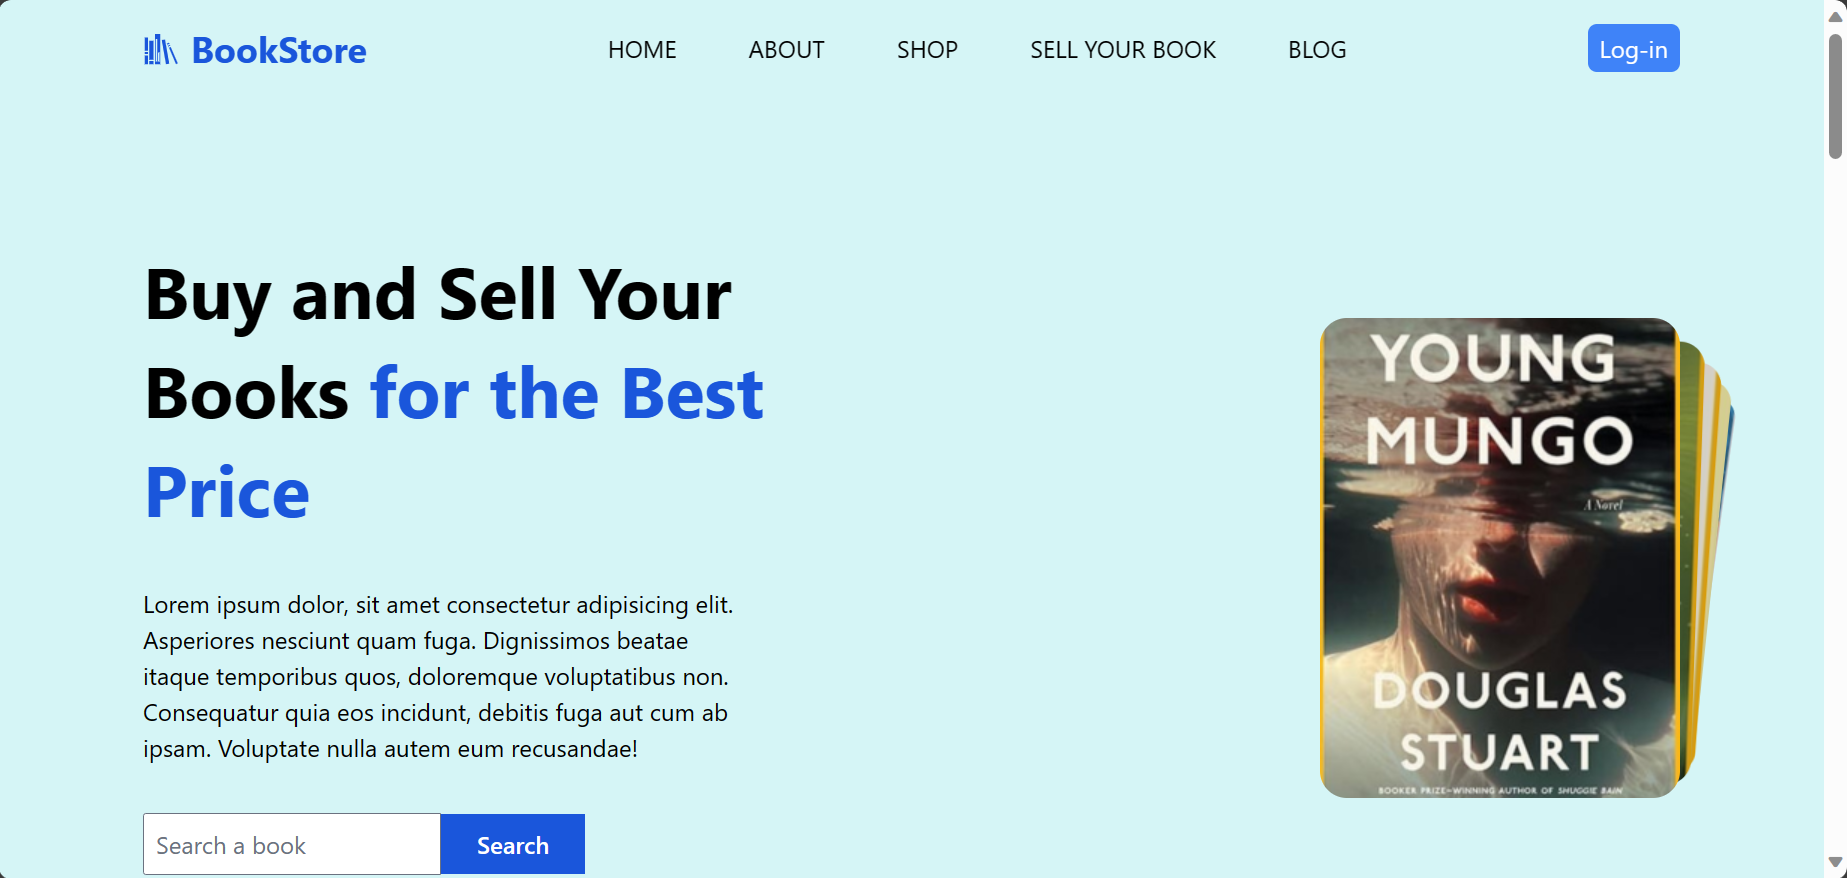 BookStore
HOME
ABOUT
SHOP
SELL YOUR BOOK
BLOG
Log-in
Buy and Sell Your
Books for the Best
Price
Lorem ipsum dolor, sit amet consectetur adipisicing elit.
Asperiores nesciunt quam fuga. Dignissimos beatae
itaque temporibus quos, doloremque voluptatibus non.
Consequatur quia eos incidunt, debitis fuga aut cum ab
ipsam. Voluptate nulla autem eum recusandae!
Search a book
Search
YOUNG
MUNGO
A Novel
DOUGLAS
STUART
BOOKER PRIZE–WINNING AUTHOR OF SHUGGIE BAIN